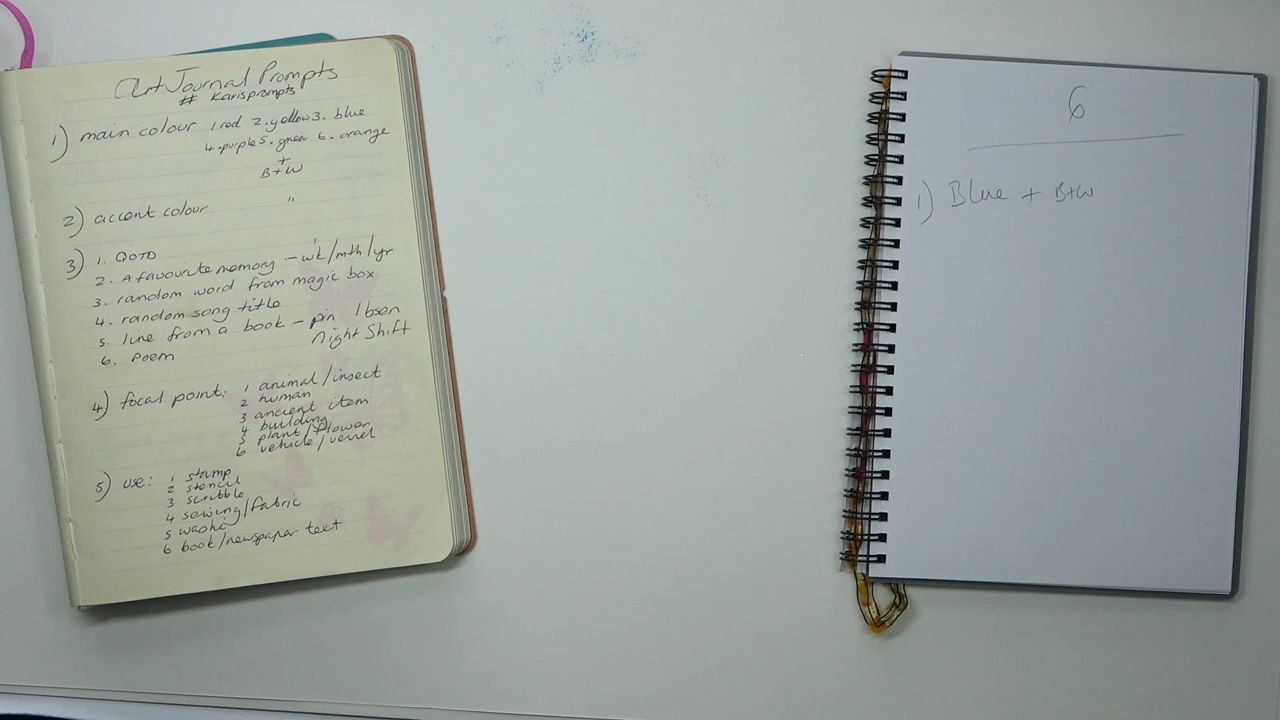 Art Journal Prompts
# Karisprompts
1) main colour 1 red 2. yellow 3. blue
4. purple 5. green 6. orange
+
B+W
2) accent colour "
3) 1. QOTD
2. A favourite memory – wk/mth/yr
3. random word from magic box
4. random song title
5. line from a book – pin Ibsen
night Shift
6. Poem
4) focal point: 1 animal/insect
2 human
3 ancient item
4 building
5 plant/flower
6 vehicle/vessel
5) use: 1 stamp
2 stencil
3 scribble
4 sewing/fabric
5 washi
6 book/newspaper text.
6
1) Blue + B+W